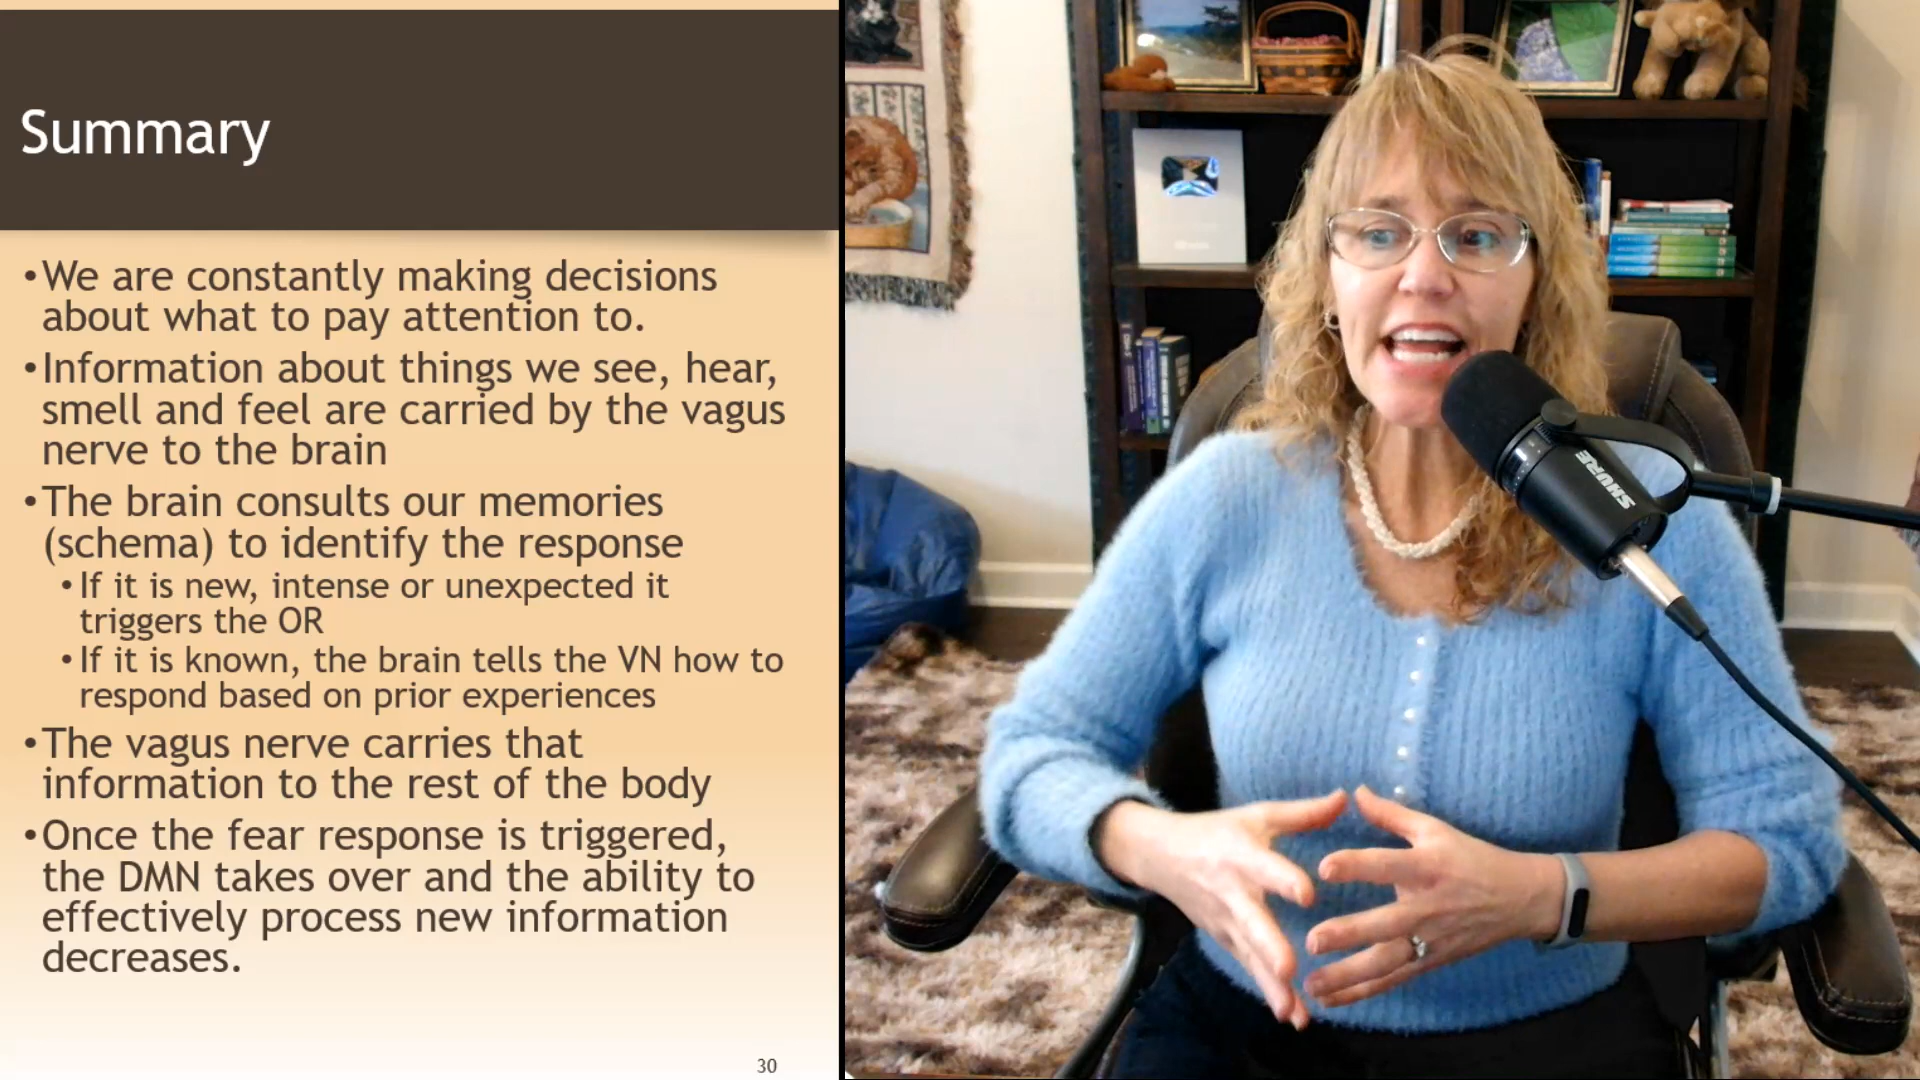 Summary
•We are constantly making decisions
about what to pay attention to.
•Information about things we see, hear,
smell and feel are carried by the vagus
nerve to the brain
•The brain consults our memories
(schema) to identify the response
•If it is new, intense or unexpected it
triggers the OR
•If it is known, the brain tells the VN how to
respond based on prior experiences
•The vagus nerve carries that
information to the rest of the body
•Once the fear response is triggered,
the DMN takes over and the ability to
effectively process new information
decreases.
30
SHURE